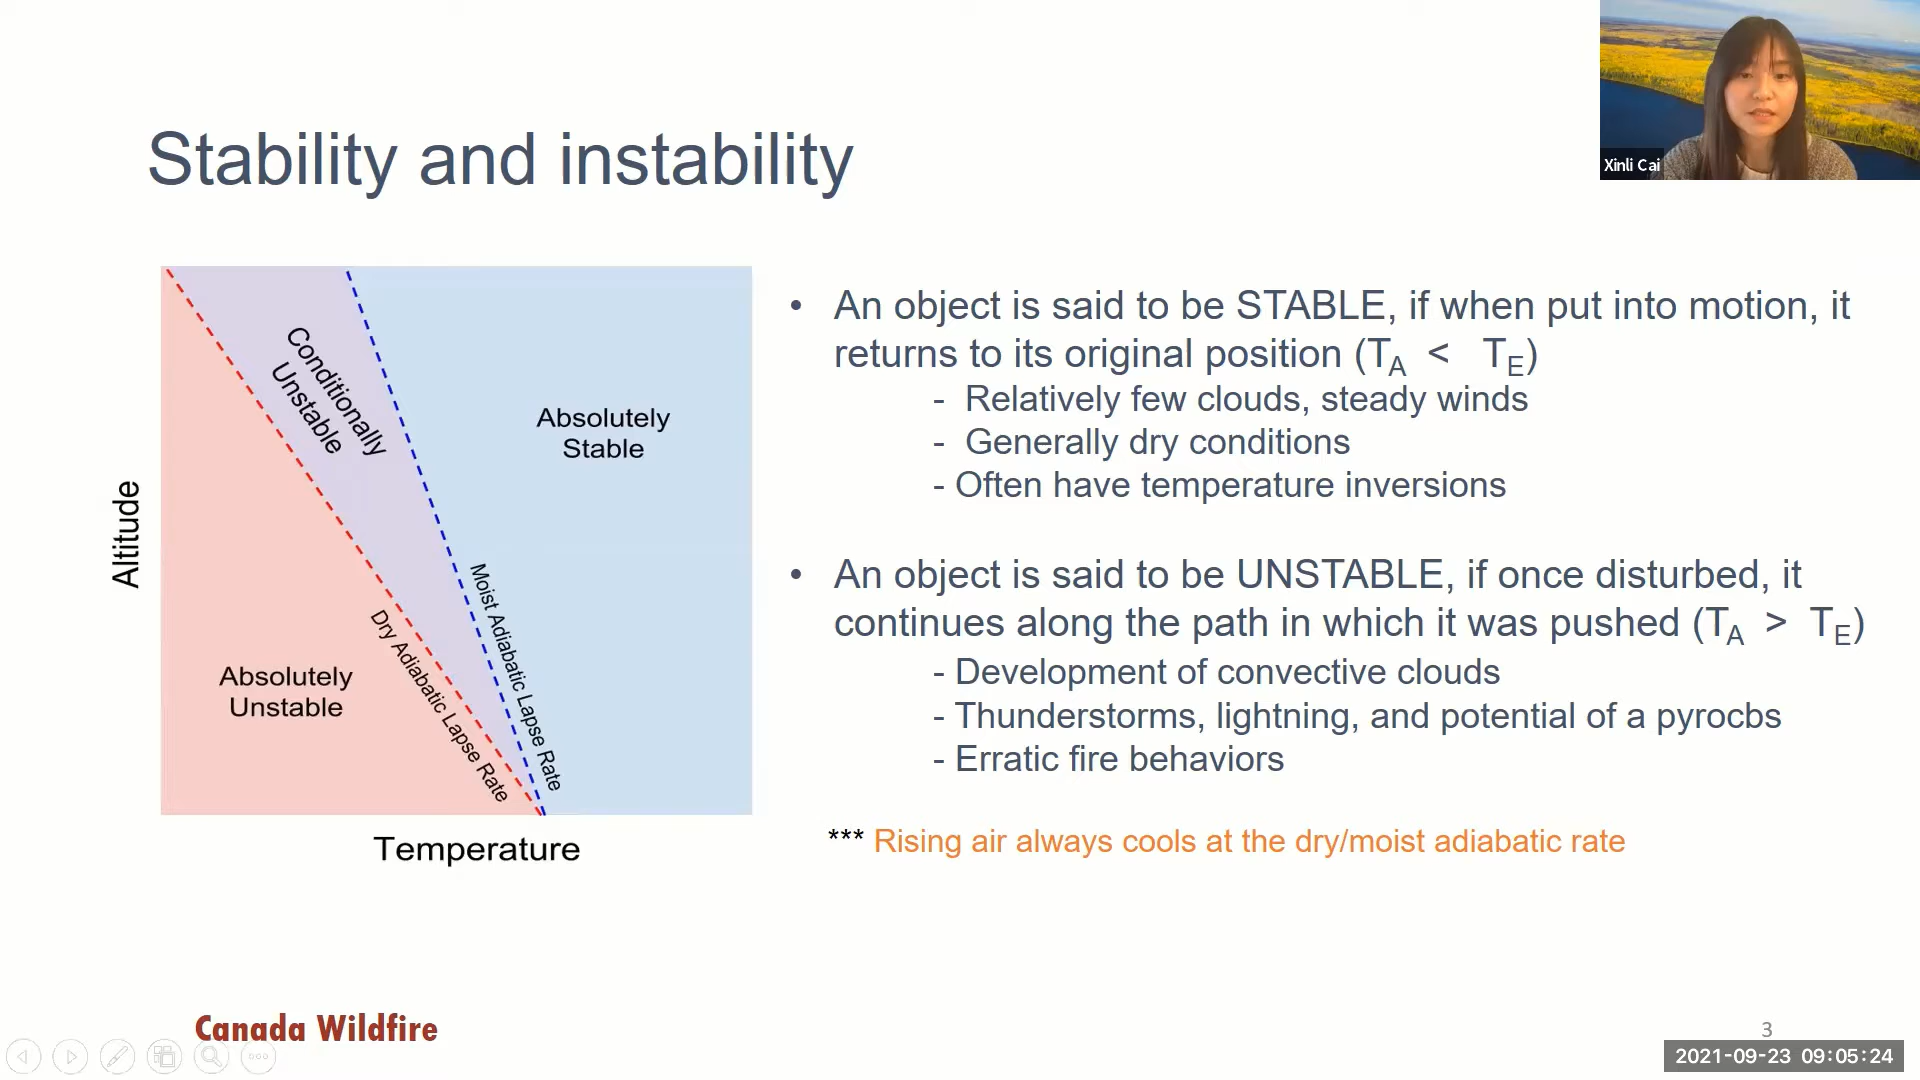 Xinli Cai
Stability and instability
Conditionally
Unstable
Absolutely
Stable
Altitude
Moist Adiabatic Lapse Rate
Dry Adiabatic Lapse Rate
Absolutely
Unstable
Temperature
• An object is said to be STABLE, if when put into motion, it
returns to its original position (TA < TE)
- Relatively few clouds, steady winds
- Generally dry conditions
- Often have temperature inversions
• An object is said to be UNSTABLE, if once disturbed, it
continues along the path in which it was pushed (TA > TE)
- Development of convective clouds
- Thunderstorms, lightning, and potential of a pyrocbs
- Erratic fire behaviors
*** Rising air always cools at the dry/moist adiabatic rate
Canada Wildfire
3
2021-09-23 09:05:24